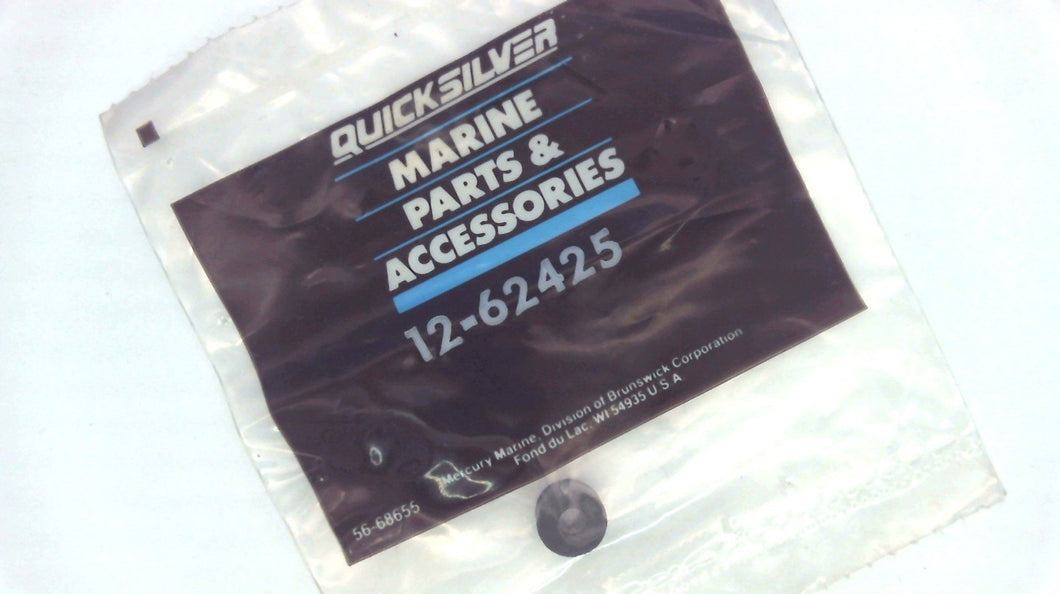 QUICKSILVER
MARINE
PARTS &
ACCESSORIES
12-62425
Mercury Marine, Division of Brunswick Corporation
Fond du Lac, WI 54935 U S A
56-68655